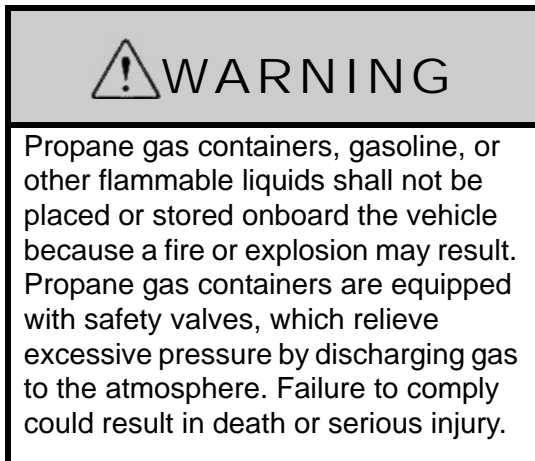 WARNING
Propane gas containers, gasoline, or
other flammable liquids shall not be
placed or stored onboard the vehicle
because a fire or explosion may result.
Propane gas containers are equipped
with safety valves, which relieve
excessive pressure by discharging gas
to the atmosphere. Failure to comply
could result in death or serious injury.